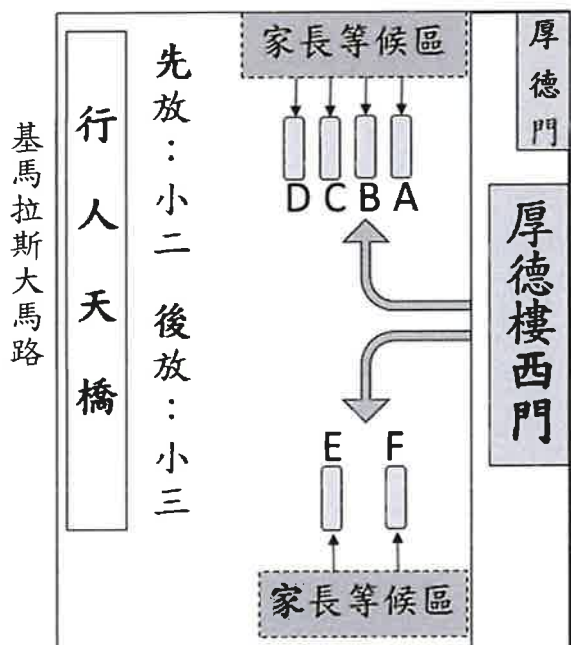 家長等候區
厚德門
先放：小二 後放：小三
行人天橋
基馬拉斯大馬路
D C B A
厚德樓西門
E F
家長等候區